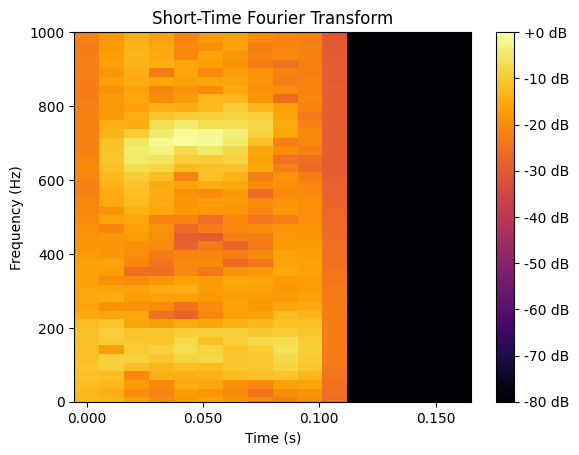 Short-Time Fourier Transform
Frequency (Hz)
1000
800
600
400
200
0
0.000
0.050
0.100
0.150
Time (s)
+0 dB
-10 dB
-20 dB
-30 dB
-40 dB
-50 dB
-60 dB
-70 dB
-80 dB